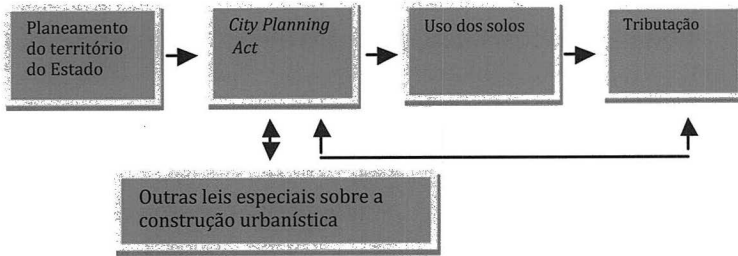 Planeamento
do território
do Estado
City Planning
Act
Uso dos solos
Tributação
Outras leis especiais sobre a
construção urbanística